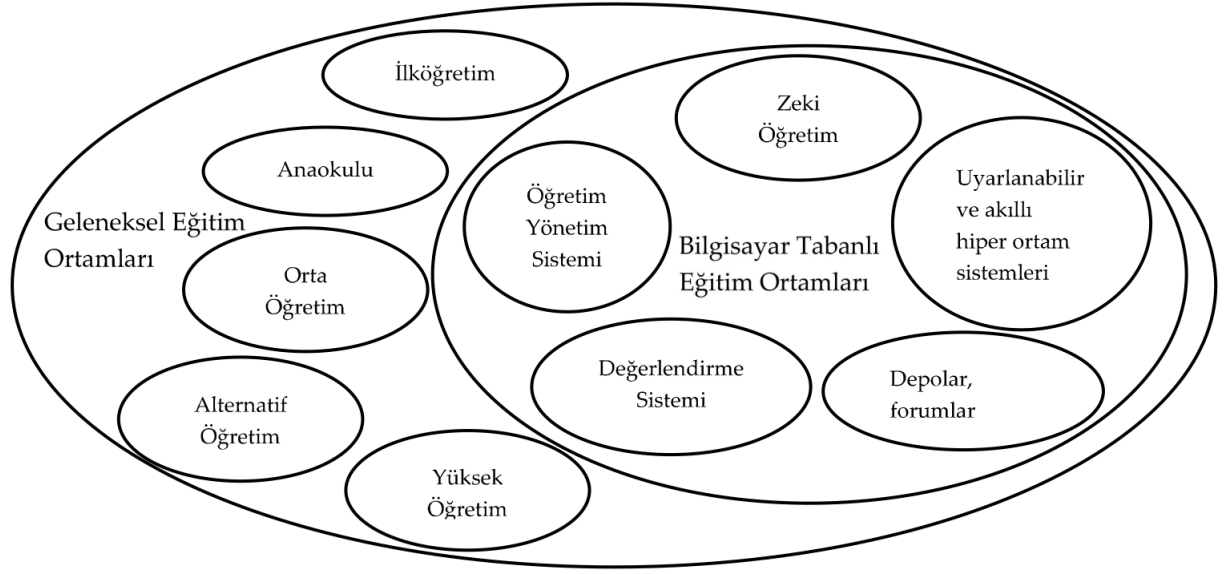 İlköğretim
Anaokulu
Geleneksel Eğitim
Ortamları
Orta
Öğretim
Alternatif
Öğretim
Yüksek
Öğretim
Zeki
Öğretim
Öğretim
Yönetim
Sistemi
Bilgisayar Tabanlı
Eğitim Ortamları
Uyarlanabilir
ve akıllı
hiper ortam
sistemleri
Değerlendirme
Sistemi
Depolar,
forumlar